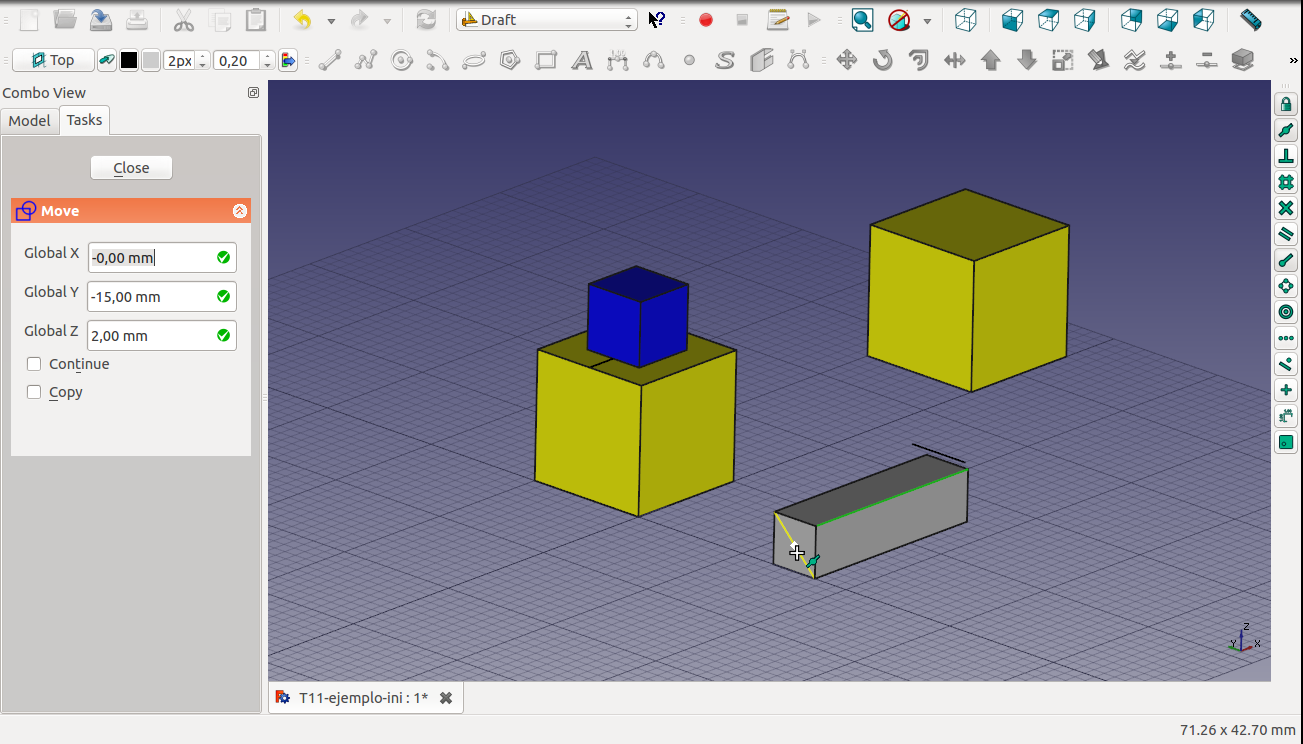 Draft
Top
2px
0,20
A
S
»
Combo View
Model
Tasks
Close
Move
Global X
-0,00 mm
Global Y
-15,00 mm
Global Z
2,00 mm
Continue
Copy
Z
Y
X
T11-ejemplo-ini : 1*
71.26 x 42.70 mm